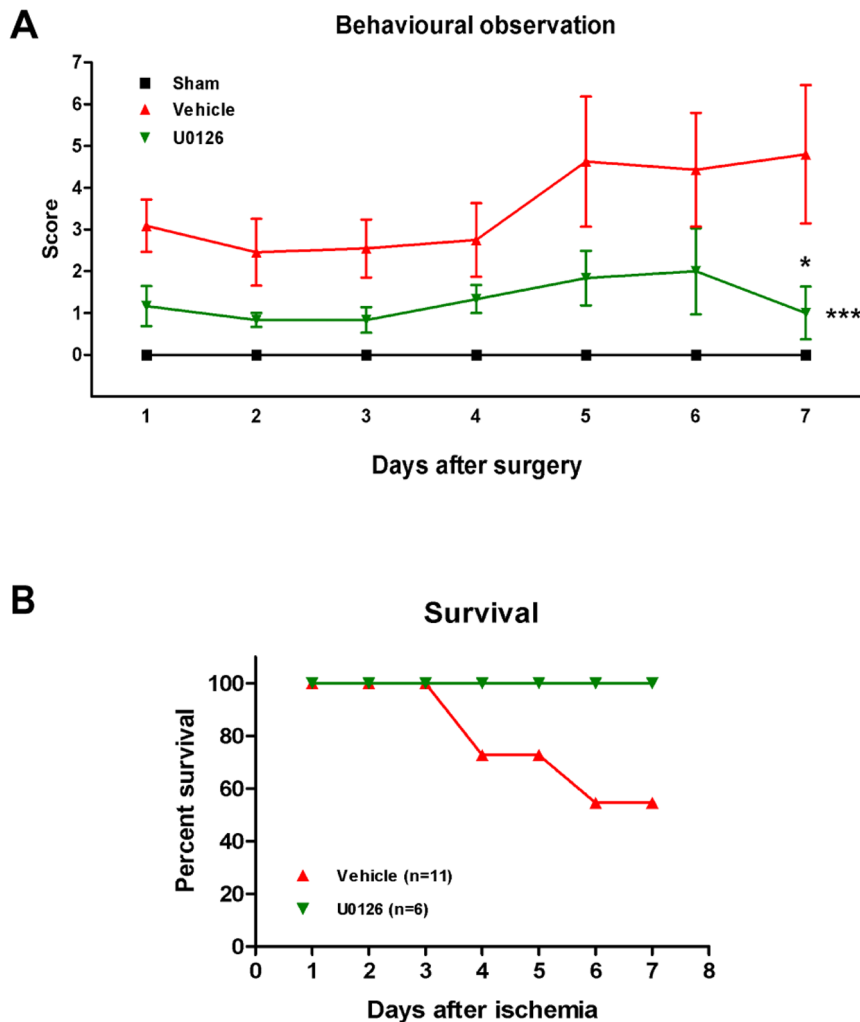 A
Behavioural observation
7
6
5
4
3
2
1
0
Score
Sham
Vehicle
U0126
*
***
1 2 3 4 5 6 7
Days after surgery
B
Survival
100
80
60
40
20
0
Percent survival
Vehicle (n=11)
U0126 (n=6)
0 1 2 3 4 5 6 7 8
Days after ischemia